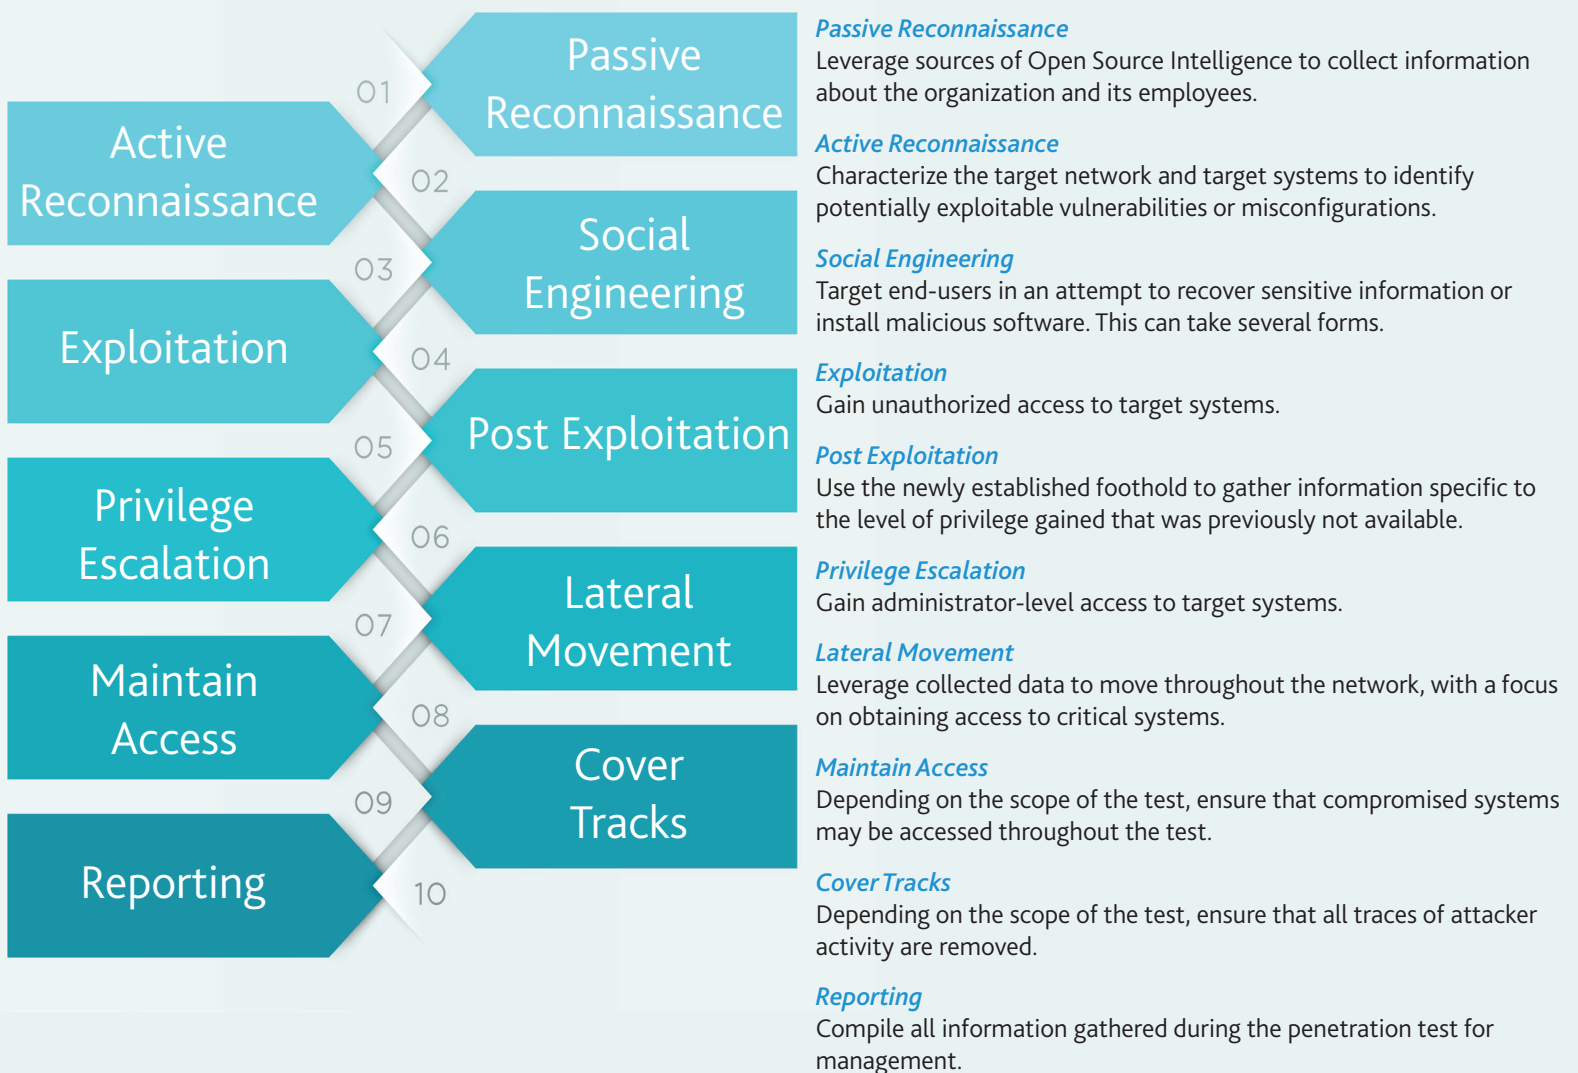 01
Passive
Reconnaissance
Active
Reconnaissance
02
03
Social
Engineering
Exploitation
04
05
Post Exploitation
Privilege
Escalation
06
07
Lateral
Movement
Maintain
Access
08
09
Cover
Tracks
Reporting
10
Passive Reconnaissance
Leverage sources of Open Source Intelligence to collect information
about the organization and its employees.
Active Reconnaissance
Characterize the target network and target systems to identify
potentially exploitable vulnerabilities or misconfigurations.
Social Engineering
Target end-users in an attempt to recover sensitive information or
install malicious software. This can take several forms.
Exploitation
Gain unauthorized access to target systems.
Post Exploitation
Use the newly established foothold to gather information specific to
the level of privilege gained that was previously not available.
Privilege Escalation
Gain administrator-level access to target systems.
Lateral Movement
Leverage collected data to move throughout the network, with a focus
on obtaining access to critical systems.
Maintain Access
Depending on the scope of the test, ensure that compromised systems
may be accessed throughout the test.
Cover Tracks
Depending on the scope of the test, ensure that all traces of attacker
activity are removed.
Reporting
Compile all information gathered during the penetration test for
management.